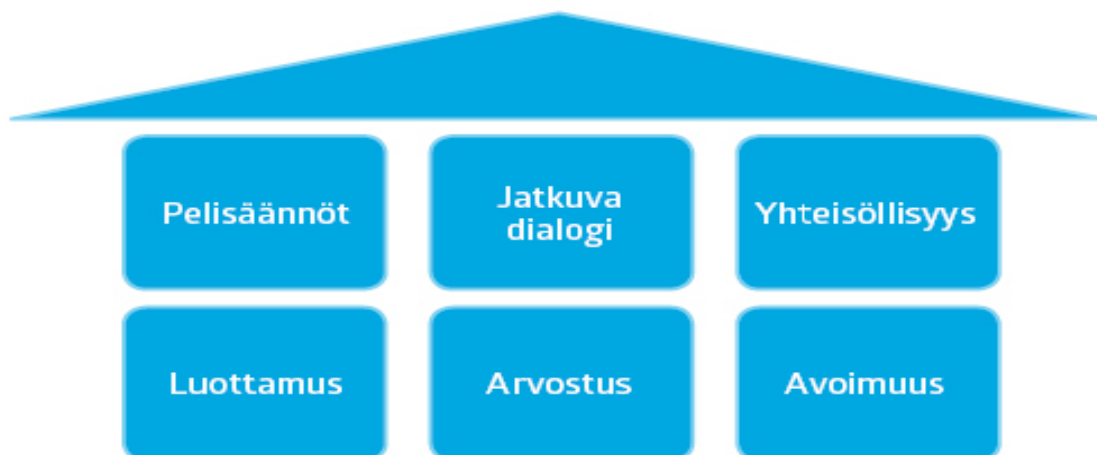 Pelisäännöt
Jatkuva
dialogi
Yhteisöllisyys
Luottamus
Arvostus
Avoimuus